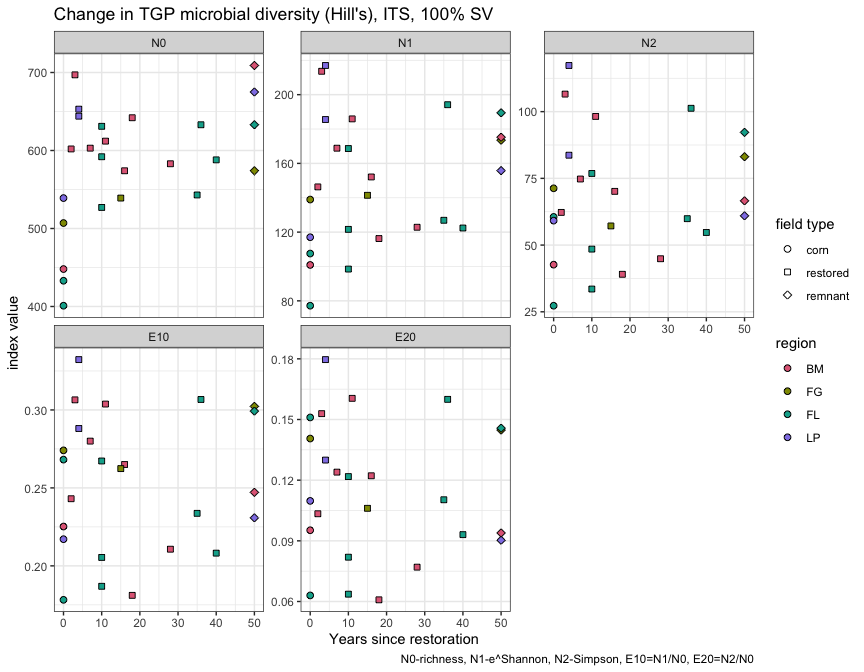 Change in TGP microbial diversity (Hill's), ITS, 100% SV
N0
N1
N2
700
600
500
400
200
160
120
80
100
75
50
25
0 10 20 30 40 50
index value
E10
E20
0.30
0.25
0.20
0.18
0.15
0.12
0.09
0.06
0 10 20 30 40 50
0 10 20 30 40 50
Years since restoration
field type
corn
restored
remnant
region
BM
FG
FL
LP
N0-richness, N1-e^Shannon, N2-Simpson, E10=N1/N0, E20=N2/N0